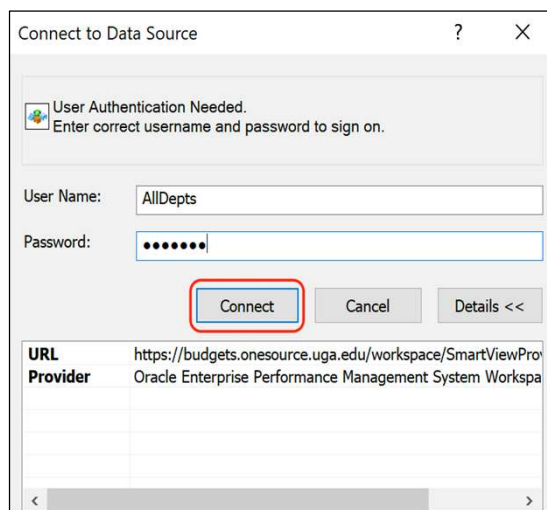 Connect to Data Source ? X
User Authentication Needed.
Enter correct username and password to sign on.
User Name: AllDepts
Password: •••••••
Connect Cancel Details <<
URL https://budgets.onesource.uga.edu/workspace/SmartViewProv
Provider Oracle Enterprise Performance Management System Workspa